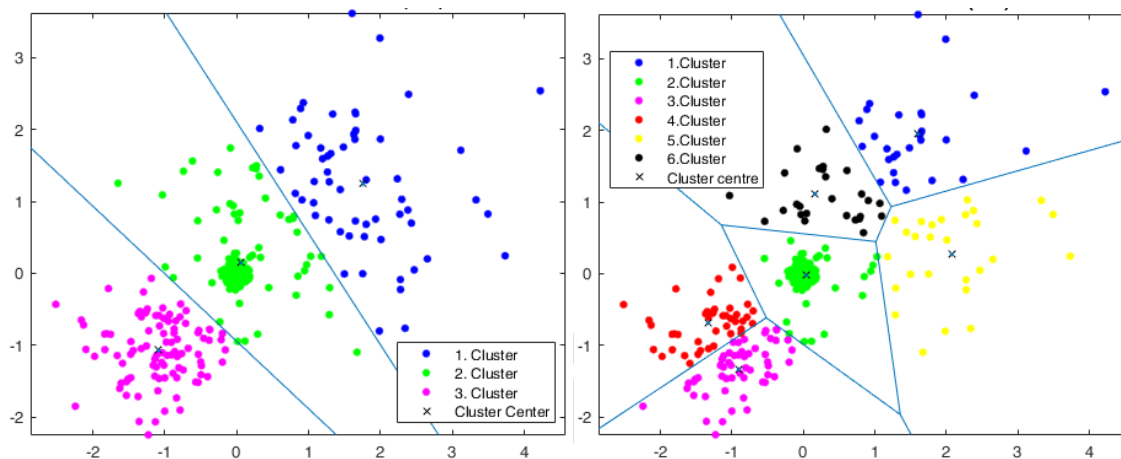 3
2
1
0
-1
-2
-2
-1
0
1
2
3
4
1. Cluster
2. Cluster
3. Cluster
Cluster Center
3
2
1
0
-1
-2
-2
-1
0
1
2
3
4
1.Cluster
2.Cluster
3.Cluster
4.Cluster
5.Cluster
6.Cluster
Cluster centre